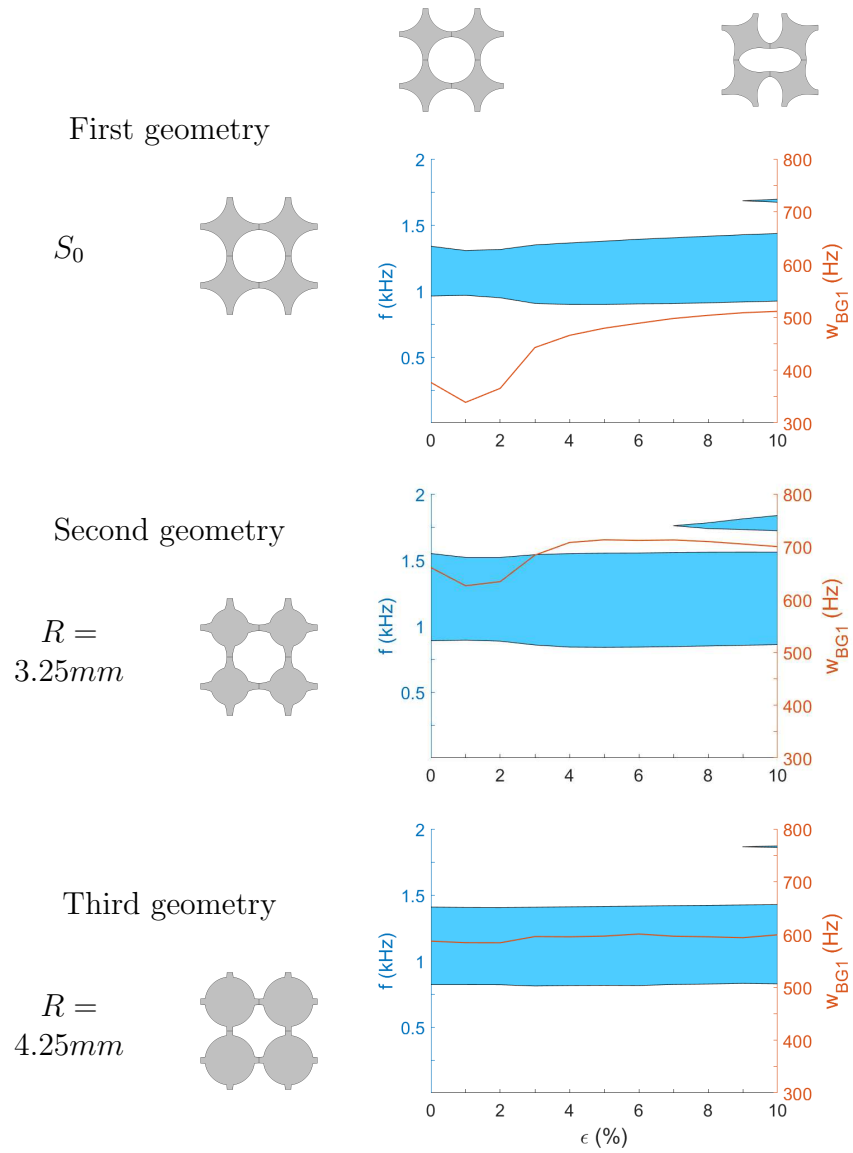 First geometry
S₀
2
1.5
1
0.5
f (kHz)
800
700
600
500
400
300
w_BG1 (Hz)
0 2 4 6 8 10
Second geometry
R =
3.25mm
2
1.5
1
0.5
f (kHz)
800
700
600
500
400
300
w_BG1 (Hz)
0 2 4 6 8 10
Third geometry
R =
4.25mm
2
1.5
1
0.5
f (kHz)
800
700
600
500
400
300
w_BG1 (Hz)
0 2 4 6 8 10
ϵ (%)